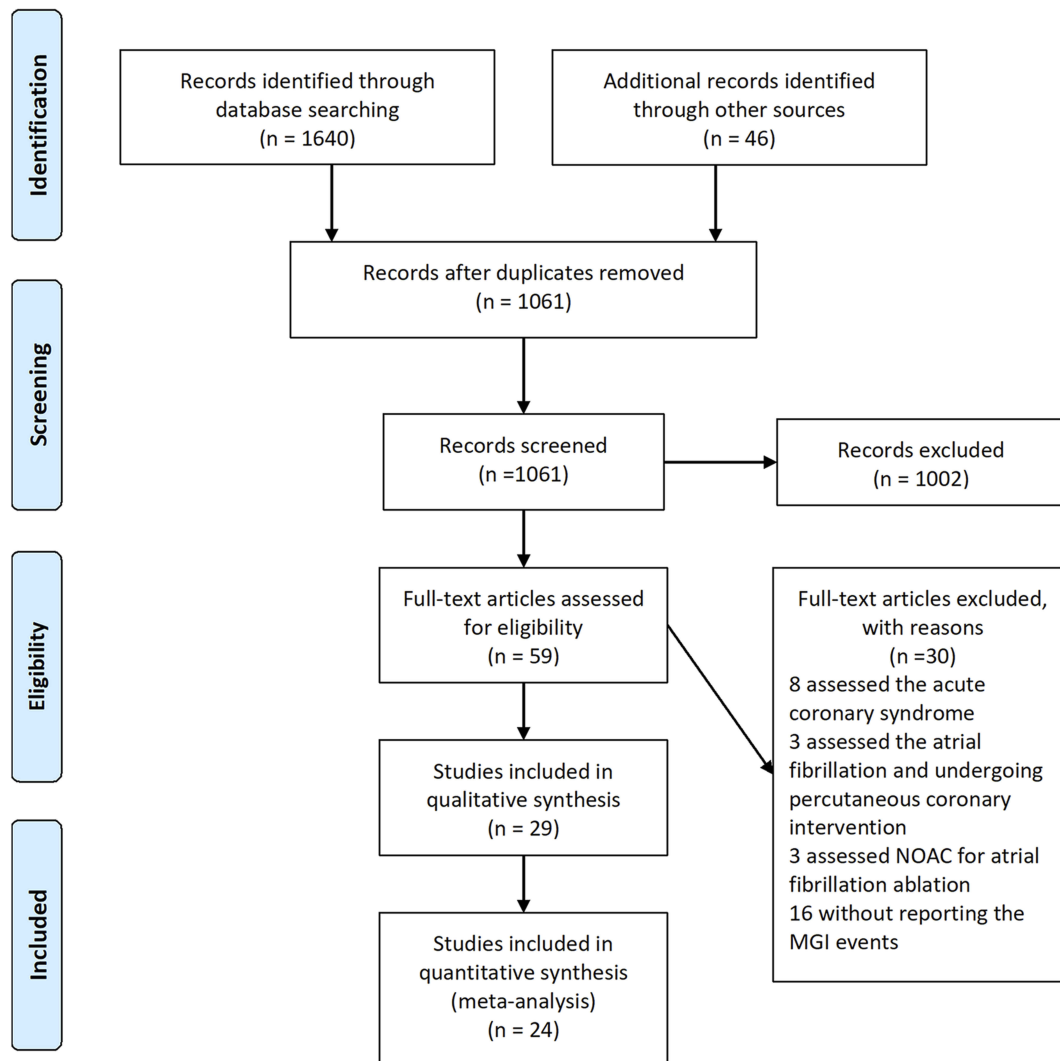 Identification
Records identified through
database searching
(n = 1640)
Additional records identified
through other sources
(n = 46)
Records after duplicates removed
(n = 1061)
Screening
Records screened
(n =1061)
Records excluded
(n = 1002)
Eligibility
Full-text articles assessed
for eligibility
(n = 59)
Full-text articles excluded,
with reasons
(n =30)
8 assessed the acute
coronary syndrome
3 assessed the atrial
fibrillation and undergoing
percutaneous coronary
intervention
3 assessed NOAC for atrial
fibrillation ablation
16 without reporting the
MGI events
Studies included in
qualitative synthesis
(n = 29)
Included
Studies included in
quantitative synthesis
(meta-analysis)
(n = 24)